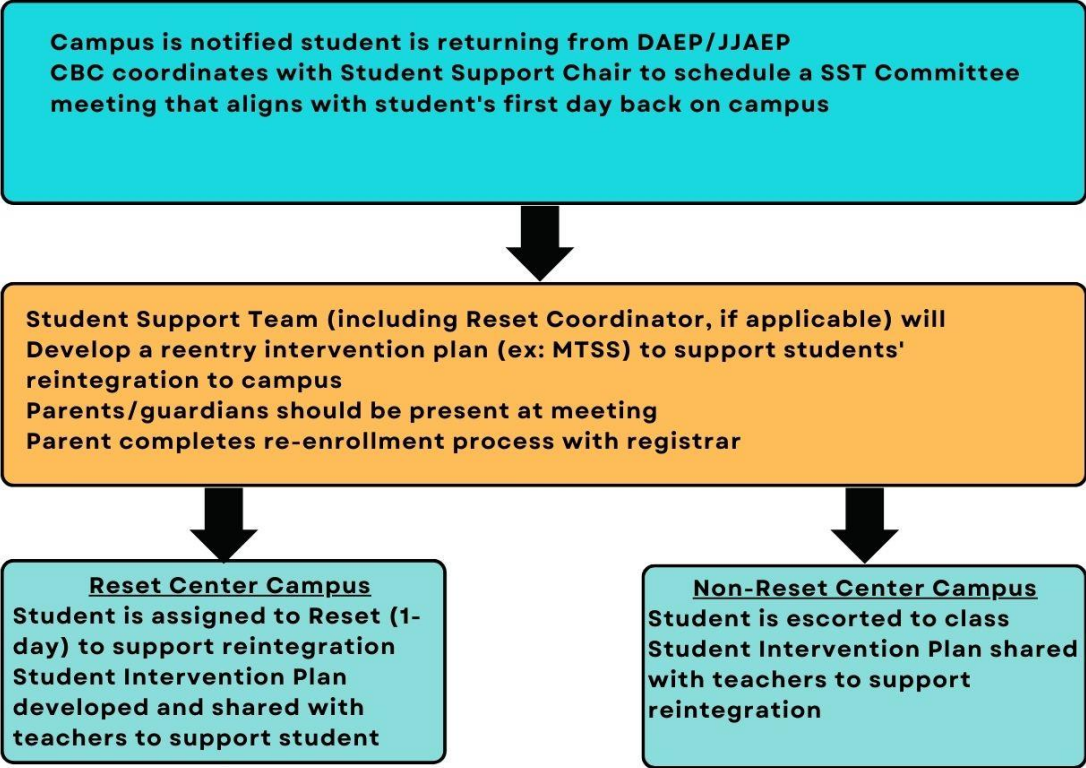 Campus is notified student is returning from DAEP/JJAEP
CBC coordinates with Student Support Chair to schedule a SST Committee
meeting that aligns with student's first day back on campus
Student Support Team (including Reset Coordinator, if applicable) will
Develop a reentry intervention plan (ex: MTSS) to support students'
reintegration to campus
Parents/guardians should be present at meeting
Parent completes re-enrollment process with registrar
Reset Center Campus
Student is assigned to Reset (1-
day) to support reintegration
Student Intervention Plan
developed and shared with
teachers to support student
Non-Reset Center Campus
Student is escorted to class
Student Intervention Plan shared
with teachers to support
reintegration